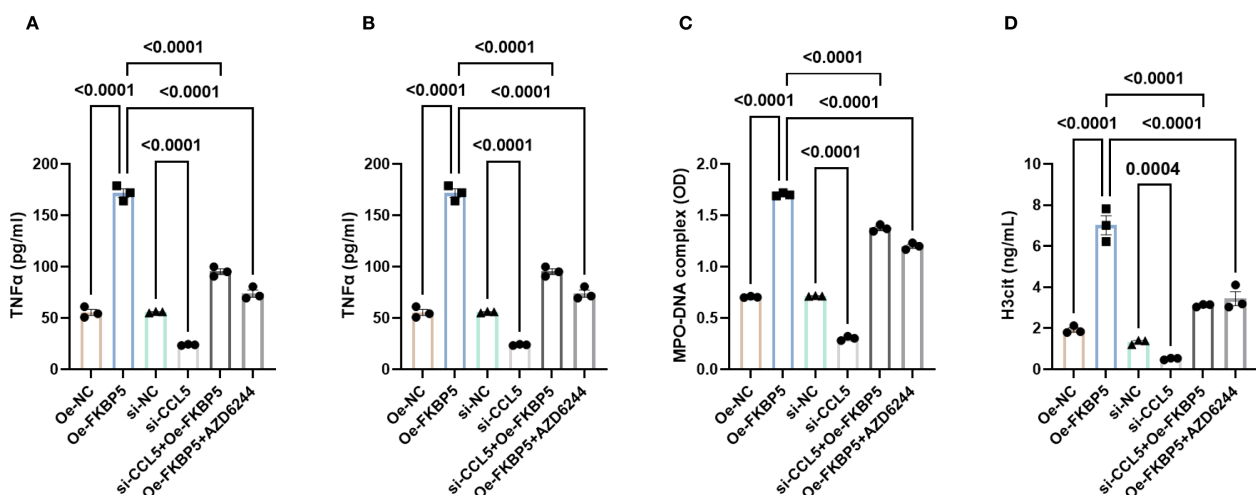 A
<0.0001
<0.0001
<0.0001
<0.0001
TNFα (pg/ml)
200
150
100
50
0
Oe-NC
Oe-FKBP5
si-NC
si-CCL5
si-CCL5+Oe-FKBP5
Oe-FKBP5+AZD6244
B
<0.0001
<0.0001
<0.0001
<0.0001
TNFα (pg/ml)
200
150
100
50
0
Oe-NC
Oe-FKBP5
si-NC
si-CCL5
si-CCL5+Oe-FKBP5
Oe-FKBP5+AZD6244
C
<0.0001
<0.0001
<0.0001
<0.0001
MPO-DNA complex (OD)
2.0
1.5
1.0
0.5
0.0
Oe-NC
Oe-FKBP5
si-NC
si-CCL5
si-CCL5+Oe-FKBP5
Oe-FKBP5+AZD6244
D
<0.0001
<0.0001
<0.0001
0.0004
H3cit (ng/mL)
10
8
6
4
2
0
Oe-NC
Oe-FKBP5
si-NC
si-CCL5
si-CCL5+Oe-FKBP5
Oe-FKBP5+AZD6244